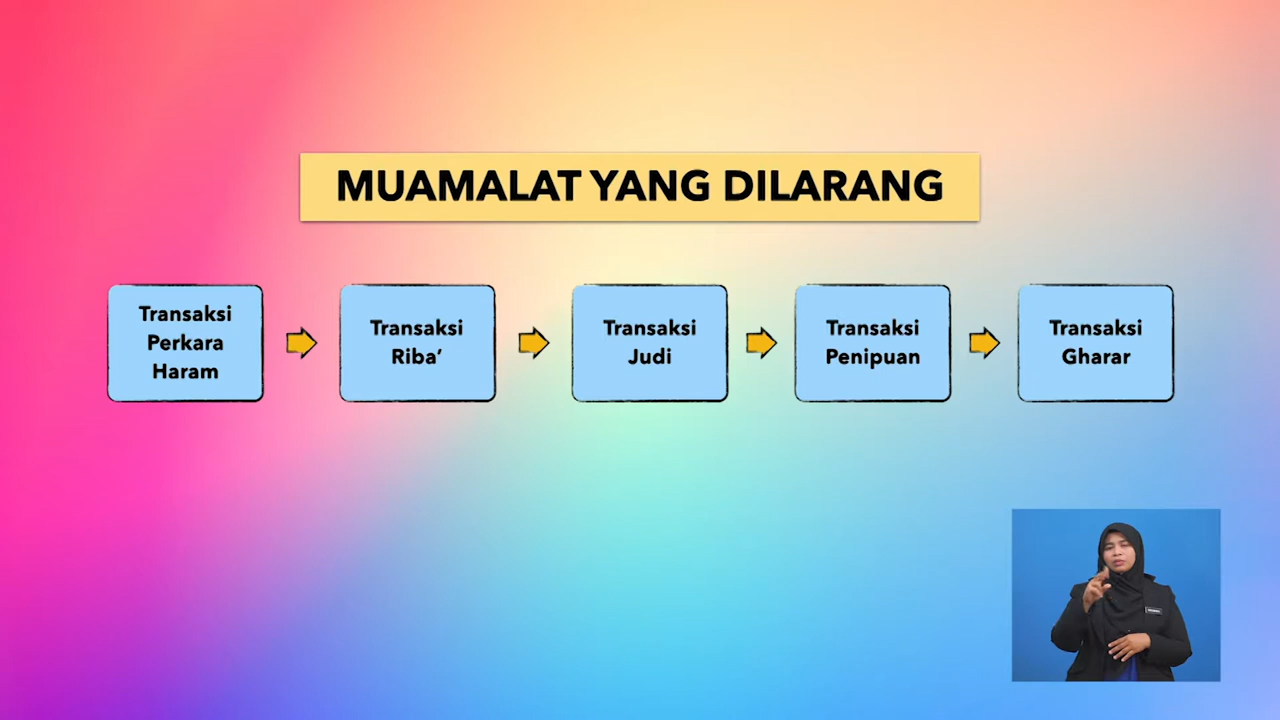 MUAMALAT YANG DILARANG
Transaksi
Perkara
Haram
Transaksi
Riba’
Transaksi
Judi
Transaksi
Penipuan
Transaksi
Gharar